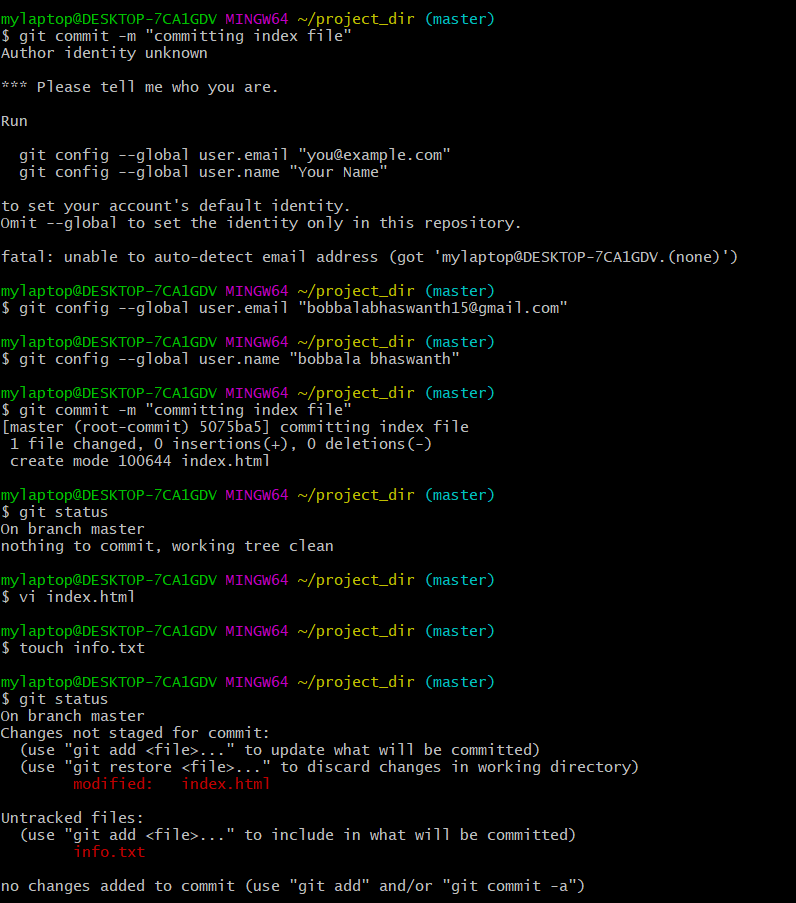 mylaptop@DESKTOP-7CA1GDV MINGW64 ~/project_dir (master)
$ git commit -m "committing index file"
Author identity unknown

*** Please tell me who you are.

Run

  git config --global user.email "you@example.com"
  git config --global user.name "Your Name"

to set your account's default identity.
Omit --global to set the identity only in this repository.

fatal: unable to auto-detect email address (got 'mylaptop@DESKTOP-7CA1GDV.(none)')

mylaptop@DESKTOP-7CA1GDV MINGW64 ~/project_dir (master)
$ git config --global user.email "bobbalabhaswanth15@gmail.com"

mylaptop@DESKTOP-7CA1GDV MINGW64 ~/project_dir (master)
$ git config --global user.name "bobbala bhaswanth"

mylaptop@DESKTOP-7CA1GDV MINGW64 ~/project_dir (master)
$ git commit -m "committing index file"
[master (root-commit) 5075ba5] committing index file
 1 file changed, 0 insertions(+), 0 deletions(-)
 create mode 100644 index.html

mylaptop@DESKTOP-7CA1GDV MINGW64 ~/project_dir (master)
$ git status
On branch master
nothing to commit, working tree clean

mylaptop@DESKTOP-7CA1GDV MINGW64 ~/project_dir (master)
$ vi index.html

mylaptop@DESKTOP-7CA1GDV MINGW64 ~/project_dir (master)
$ touch info.txt

mylaptop@DESKTOP-7CA1GDV MINGW64 ~/project_dir (master)
$ git status
On branch master
Changes not staged for commit:
  (use "git add <file>..." to update what will be committed)
  (use "git restore <file>..." to discard changes in working directory)
        modified:   index.html

Untracked files:
  (use "git add <file>..." to include in what will be committed)
        info.txt

no changes added to commit (use "git add" and/or "git commit -a")